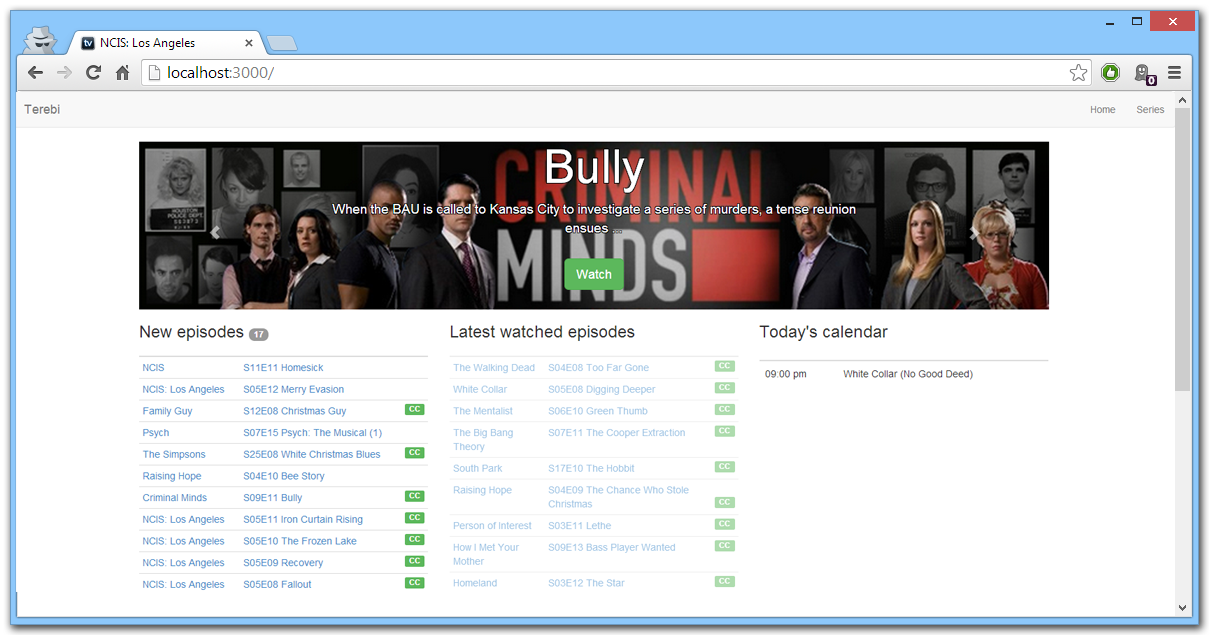 NCIS: Los Angeles
localhost:3000/
0
Terebi
Home
Series
CRIMINAL
MINDS
HOUSTON
POLICE DEPT.
Bully
When the BAU is called to Kansas City to investigate a series of murders, a tense reunion
ensues ...
Watch
New episodes 17
NCIS S11E11 Homesick
NCIS: Los Angeles S05E12 Merry Evasion
Family Guy S12E08 Christmas Guy CC
Psych S07E15 Psych: The Musical (1)
The Simpsons S25E08 White Christmas Blues CC
Raising Hope S04E10 Bee Story
Criminal Minds S09E11 Bully CC
NCIS: Los Angeles S05E11 Iron Curtain Rising CC
NCIS: Los Angeles S05E10 The Frozen Lake CC
NCIS: Los Angeles S05E09 Recovery CC
NCIS: Los Angeles S05E08 Fallout CC
Latest watched episodes
The Walking Dead S04E08 Too Far Gone CC
White Collar S05E08 Digging Deeper CC
The Mentalist S06E10 Green Thumb CC
The Big Bang S07E11 The Cooper Extraction CC
Theory
South Park S17E10 The Hobbit CC
Raising Hope S04E09 The Chance Who Stole
Christmas CC
Person of Interest S03E11 Lethe CC
How I Met Your S09E13 Bass Player Wanted CC
Mother
Homeland S03E12 The Star CC
Today's calendar
09:00 pm White Collar (No Good Deed)